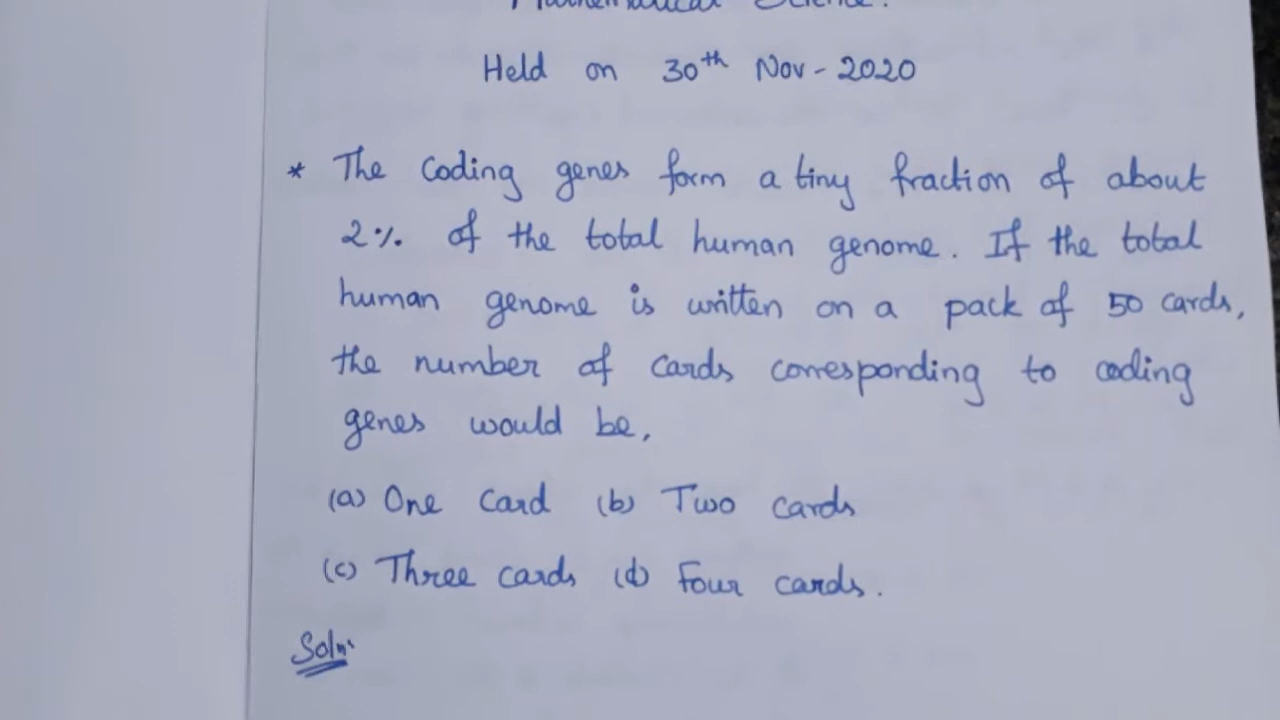 Mathematical Science.
Held on 30th Nov - 2020
* The Coding genes form a tiny fraction of about
2%. of the total human genome. If the total
human genome is written on a pack of 50 cards,
the number of Cards corresponding to coding
genes would be,
(a) One Card (b) Two cards
(c) Three cards (d) Four cards.
Soln: